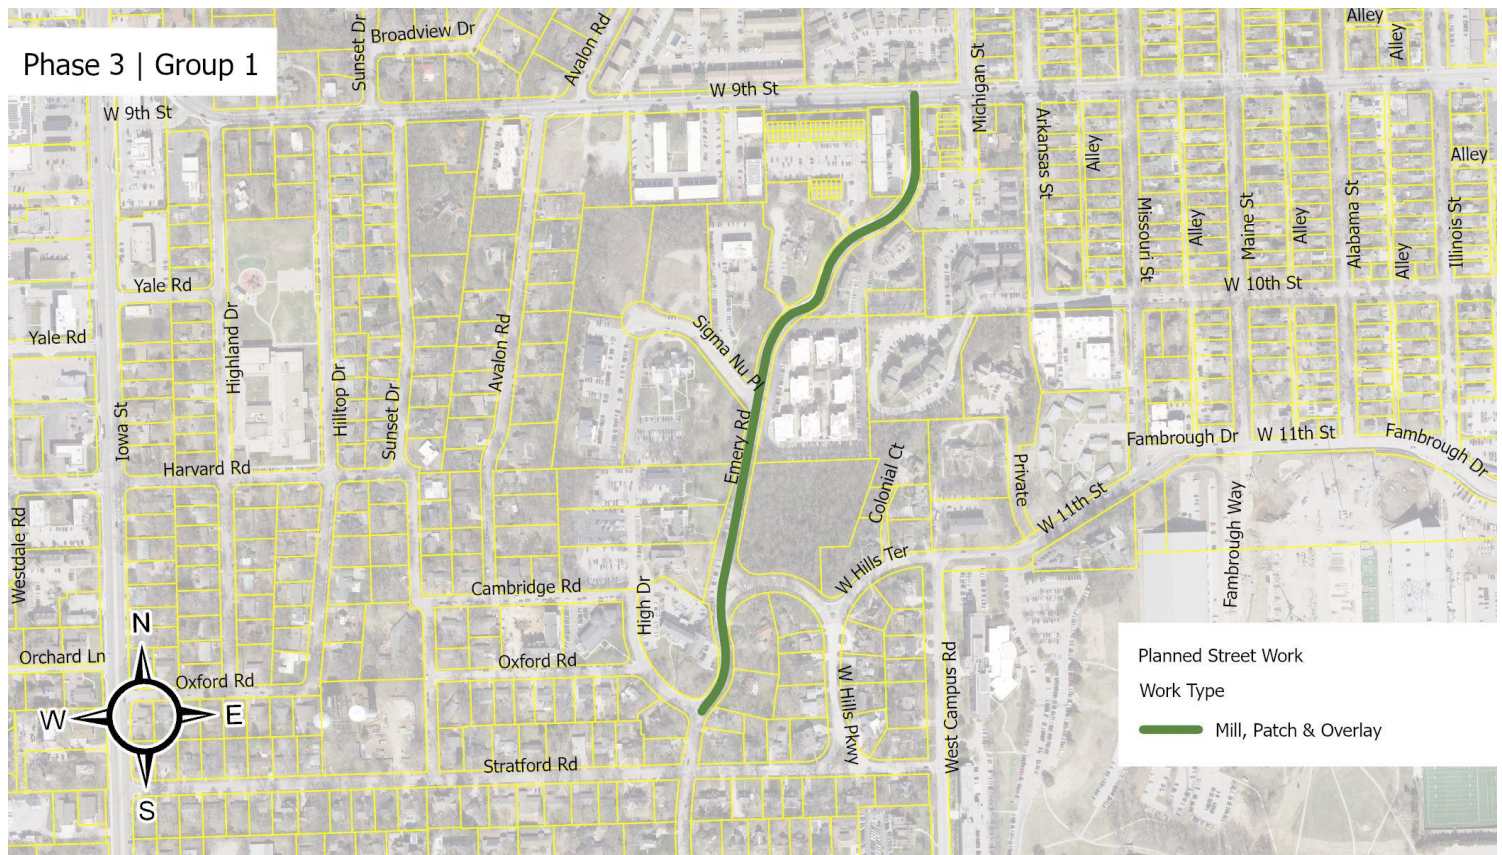 Phase 3 | Group 1
Sunset Dr
Broadview Dr
Avalon Rd
Alley
Alley
W 9th St
W 9th St
Michigan St
Arkansas St
Alley
Alley
Missouri St
Alley
Maine St
Alley
Alabama St
Alley
Illinois St
W 10th St
Yale Rd
Yale Rd
Highland Dr
Avalon Rd
Sigma Nu Pl
Hilltop Dr
Sunset Dr
Iowa St
Harvard Rd
Emery Rd
Colonial Ct
Private
Fambrough Dr
W 11th St
Fambrough Dr
W 11th St
Westdale Rd
Fambrough Way
W Hills Ter
Cambridge Rd
High Dr
N
W
E
S
Orchard Ln
Oxford Rd
Oxford Rd
W Hills Pkwy
West Campus Rd
Stratford Rd
Planned Street Work
Work Type
Mill, Patch & Overlay